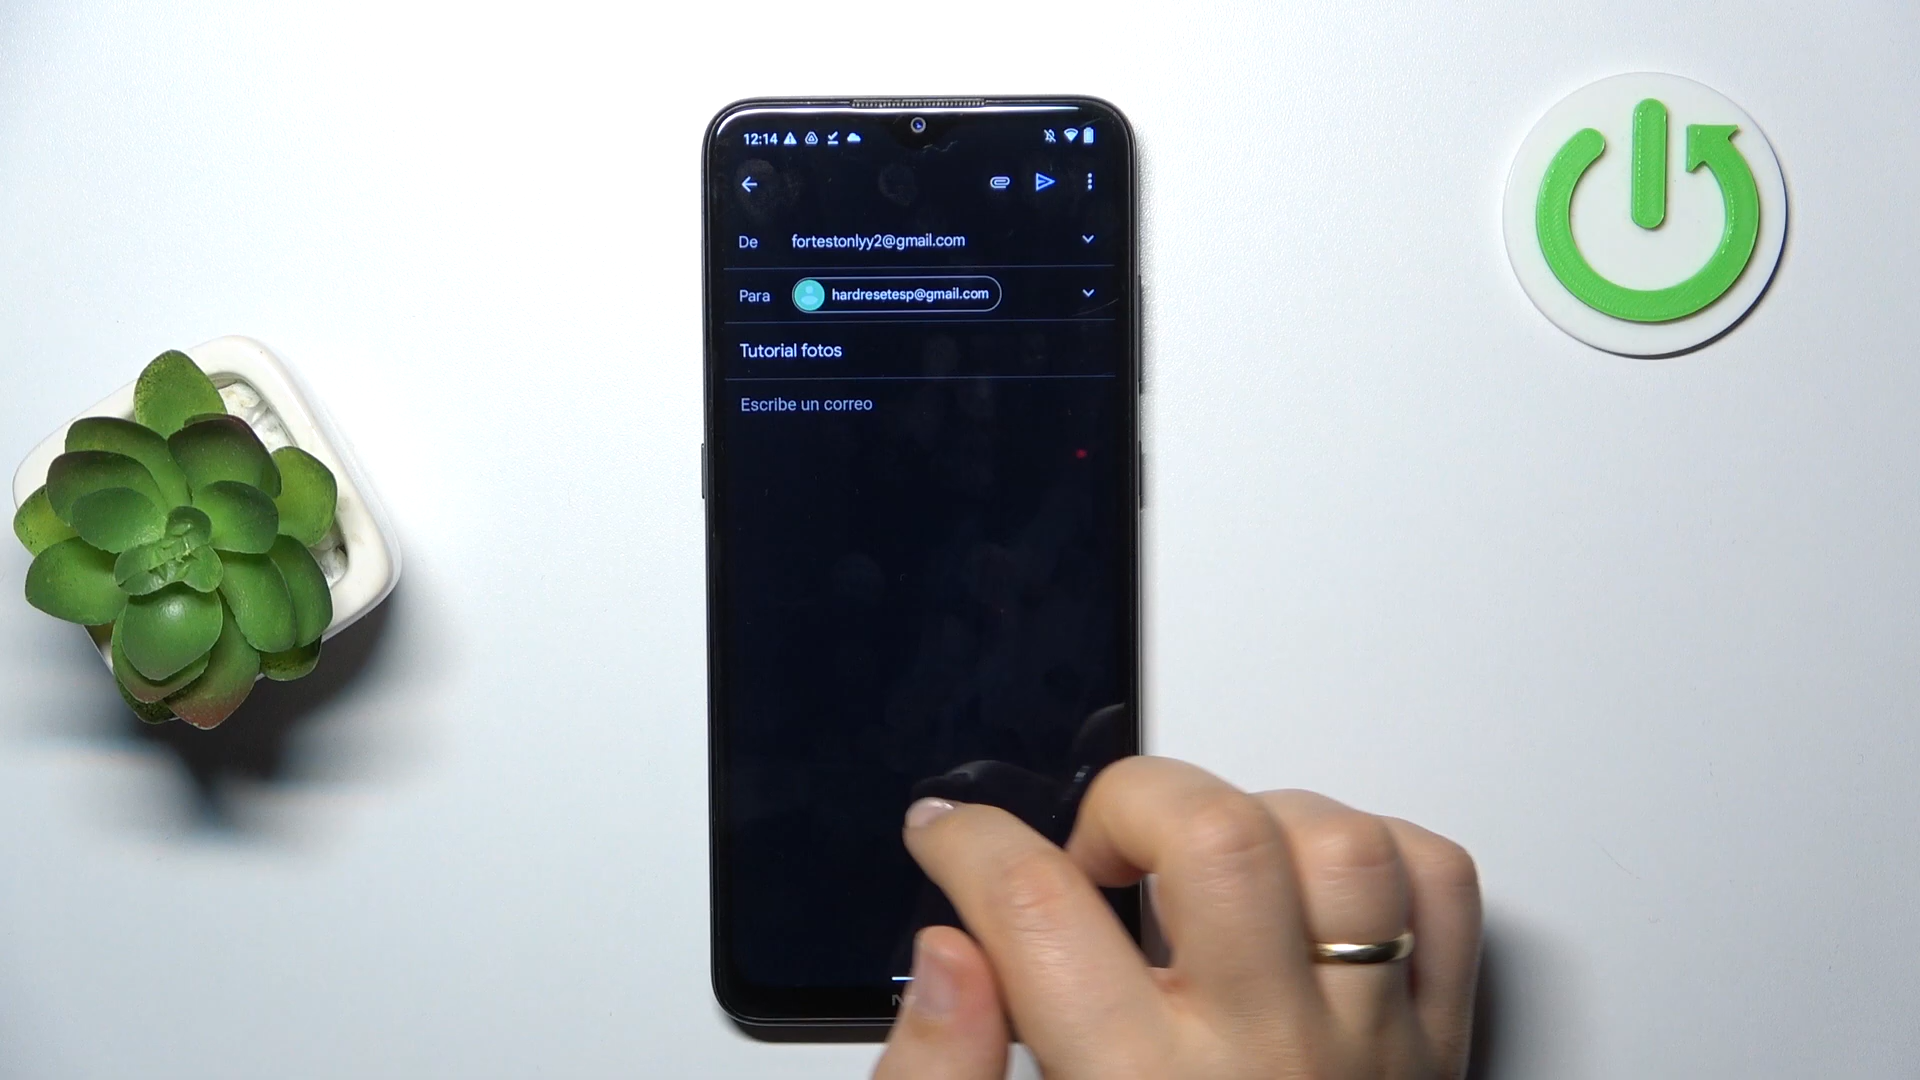 12:14
De fortestonlyy2@gmail.com
Para hardresetesp@gmail.com
Tutorial fotos
Escribe un correo